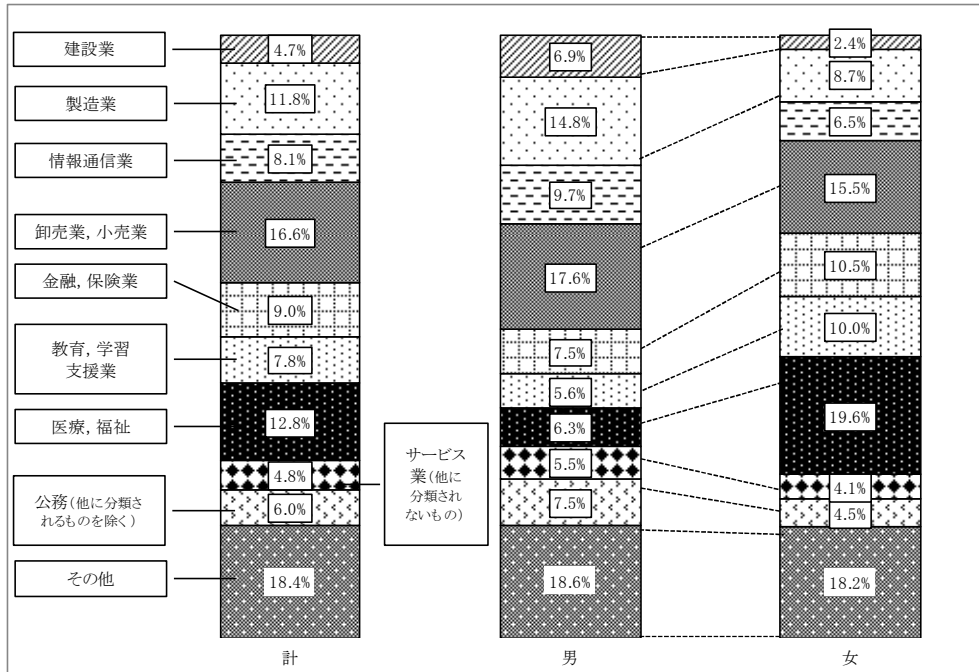 建設業
製造業
情報通信業
卸売業, 小売業
金融, 保険業
教育, 学習
支援業
医療, 福祉
公務(他に分類さ
れるものを除く)
その他
サービス
業(他に
分類され
ないもの)
4.7%
11.8%
8.1%
16.6%
9.0%
7.8%
12.8%
4.8%
6.0%
18.4%
計
6.9%
14.8%
9.7%
17.6%
7.5%
5.6%
6.3%
5.5%
7.5%
18.6%
男
2.4%
8.7%
6.5%
15.5%
10.5%
10.0%
19.6%
4.1%
4.5%
18.2%
女